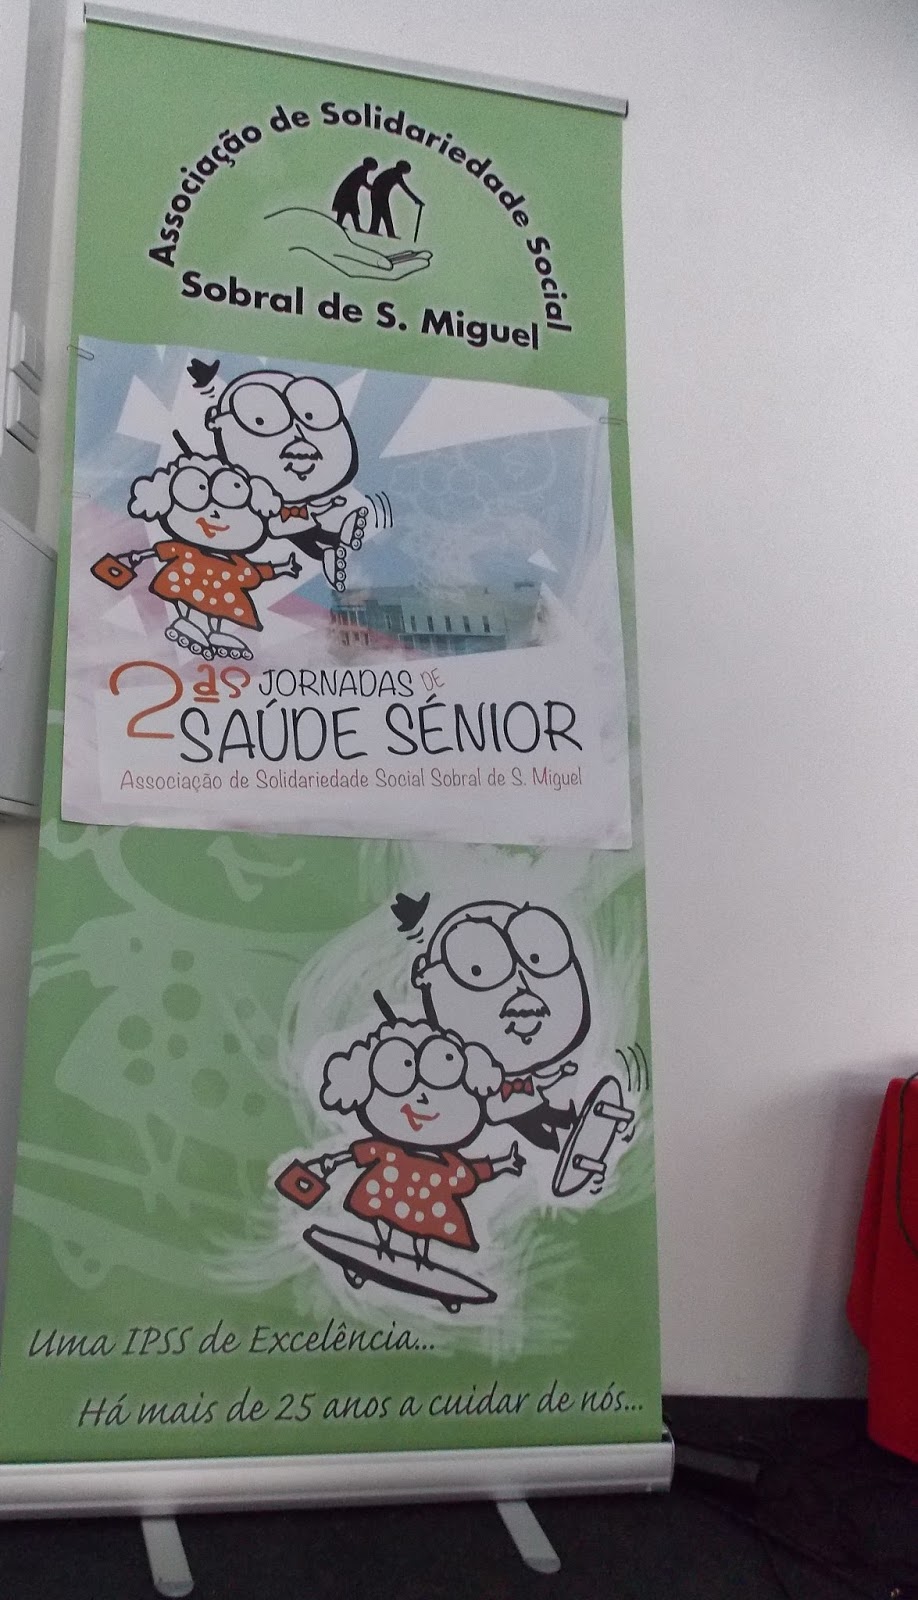 Associação de Solidariedade Social
Sobral de S. Miguel
2ªs JORNADAS DE
SAÚDE SÉNIOR
Associação de Solidariedade Social Sobral de S. Miguel
Uma IPSS de Excelência...
Há mais de 25 anos a cuidar de nós...